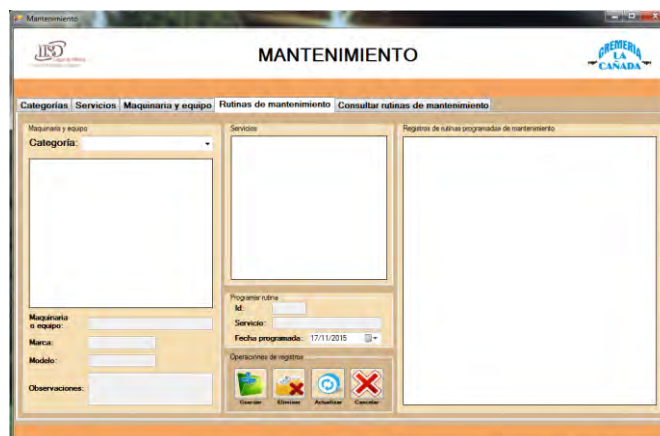 Mantenimiento
MANTENIMIENTO
CREMERIA
LA
CAÑADA
Categorías Servicios Maquinaria y equipo Rutinas de mantenimiento Consultar rutinas de mantenimiento
Maquinaria y equipo
Categoría:
Maquinaria
o equipo:
Marca:
Modelo:
Observaciones:
Servicios
Programar rutina
Id:
Servicio:
Fecha programada: 17/11/2015
Operaciones de registros
Guardar Eliminar Actualizar Cancelar
Registros de rutinas programadas de mantenimiento